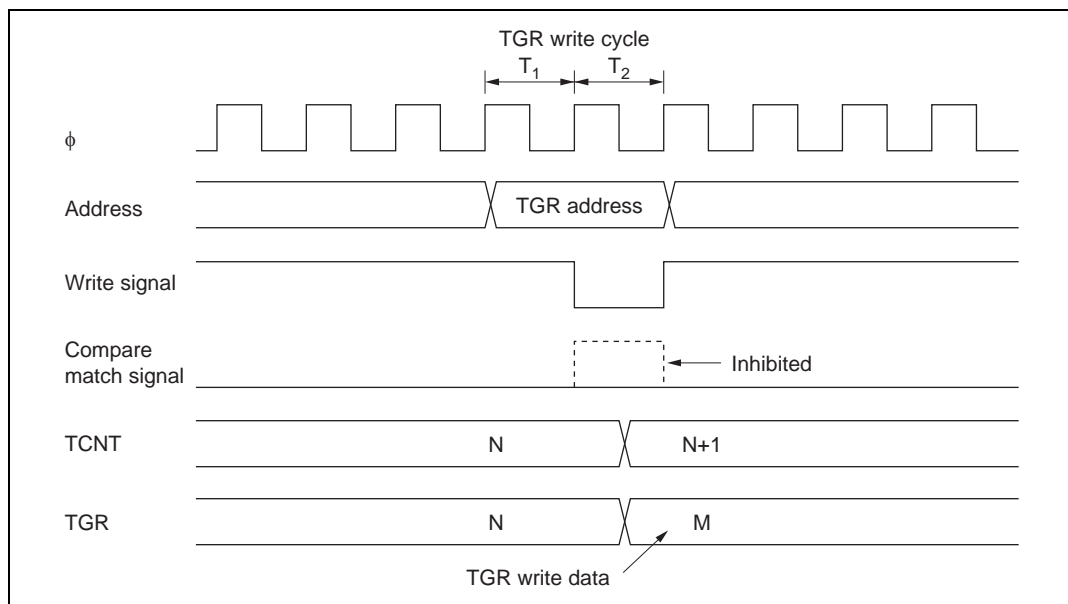 TGR write cycle
T1 T2
φ
Address
TGR address
Write signal
Compare
match signal
Inhibited
TCNT
N
N+1
TGR
N
M
TGR write data